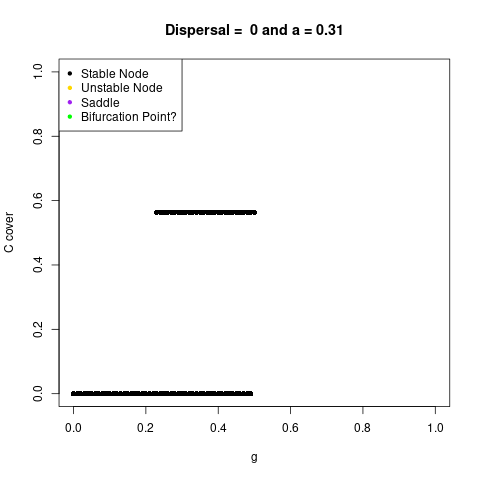 Dispersal =  0 and a = 0.31
Stable Node
Unstable Node
Saddle
Bifurcation Point?
1.0
0.8
0.6
0.4
0.2
0.0
C cover
0.0 0.2 0.4 0.6 0.8 1.0
g